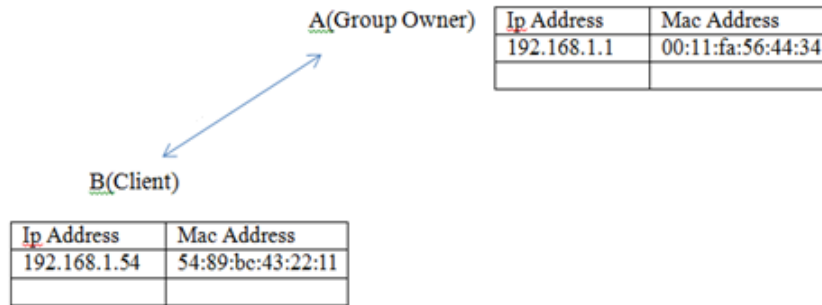 A(Group Owner)
Ip Address Mac Address
192.168.1.1 00:11:fa:56:44:34
B(Client)
Ip Address Mac Address
192.168.1.54 54:89:bc:43:22:11